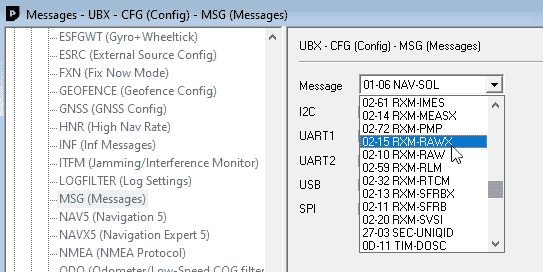 Messages - UBX - CFG (Config) - MSG (Messages)
ESFGWT (Gyro+Wheeltick)
ESRC (External Source Config)
FXN (Fix Now Mode)
GEOFENCE (Geofence Config)
GNSS (GNSS Config)
HNR (High Nav Rate)
INF (Inf Messages)
ITFM (Jamming/Interference Monitor)
LOGFILTER (Log Settings)
MSG (Messages)
NAV5 (Navigation 5)
NAVX5 (Navigation Expert 5)
NMEA (NMEA Protocol)
ODO (Odometer/Low-Speed COG filter
UBX - CFG (Config) - MSG (Messages)
Message
01-06 NAV-SOL
I2C
UART1
UART2
USB
SPI
02-61 RXM-IMES
02-14 RXM-MEASX
02-72 RXM-PMP
02-15 RXM-RAWX
02-10 RXM-RAW
02-59 RXM-RLM
02-32 RXM-RTCM
02-13 RXM-SFRBX
02-11 RXM-SFRB
02-20 RXM-SVSI
27-03 SEC-UNIQID
0D-11 TIM-DOSC